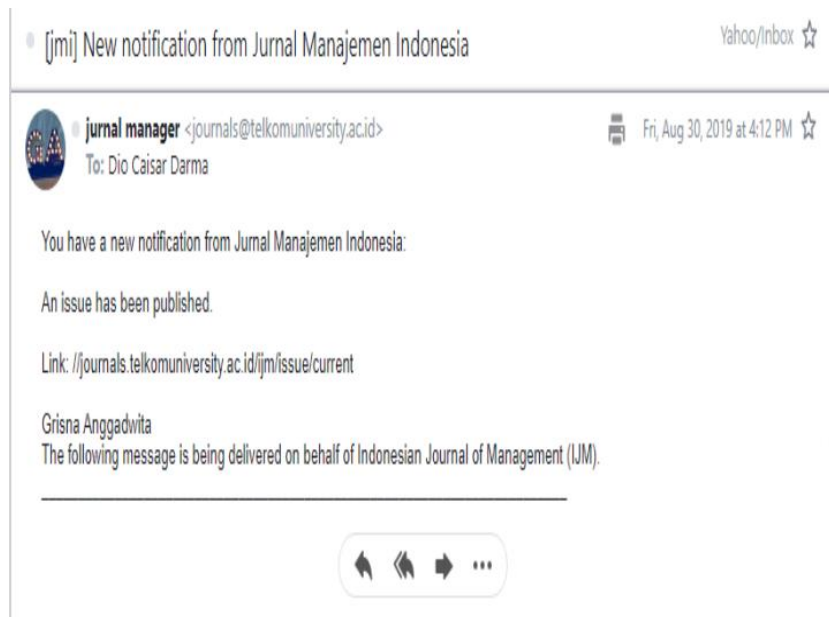 [jmi] New notification from Jurnal Manajemen Indonesia
Yahoo/Inbox
jurnal manager <journals@telkomuniversity.ac.id>
Fri, Aug 30, 2019 at 4:12 PM
To: Dio Caisar Darma
GA
You have a new notification from Jurnal Manajemen Indonesia:
An issue has been published.
Link: //journals.telkomuniversity.ac.id/ijm/issue/current
Grisna Anggadwita
The following message is being delivered on behalf of Indonesian Journal of Management (IJM).